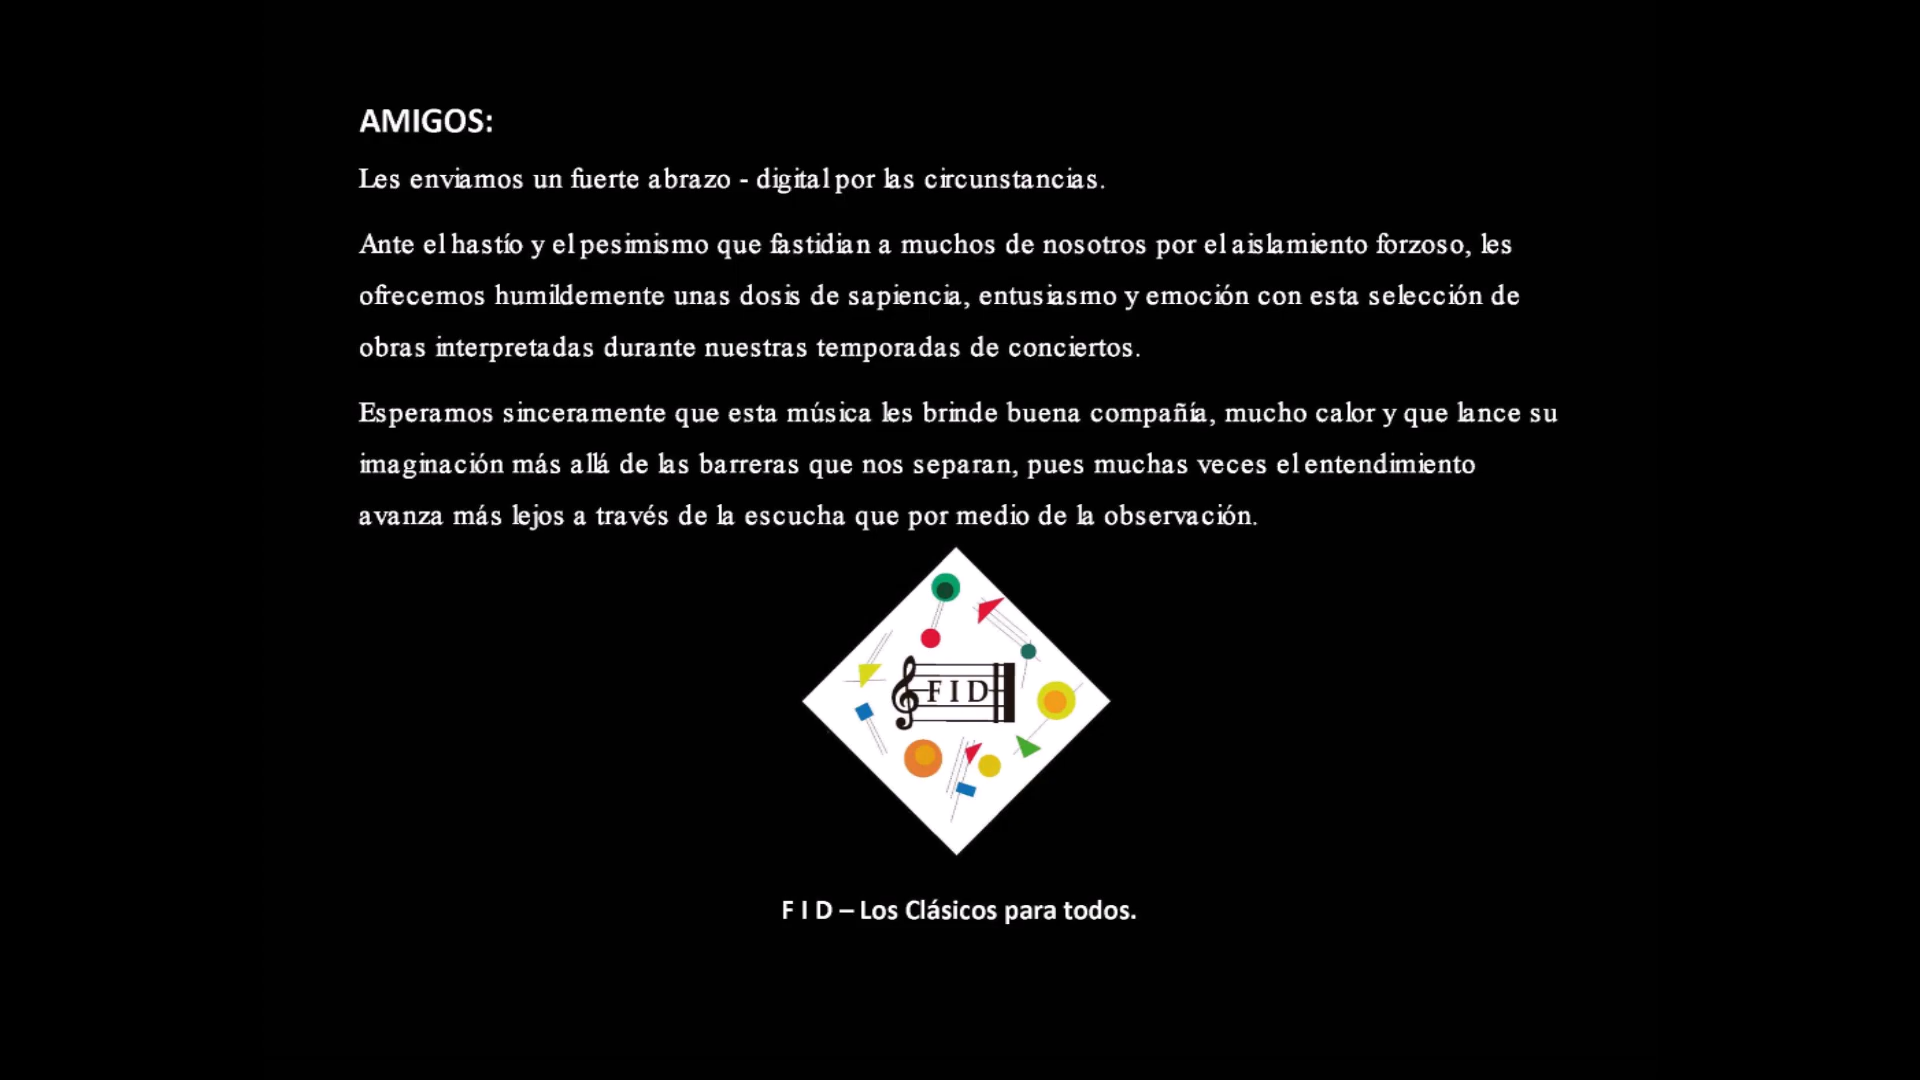 AMIGOS:
Les enviamos un fuerte abrazo - digital por las circunstancias.
Ante el hastío y el pesimismo que fastidian a muchos de nosotros por el aislamiento forzoso, les
ofrecemos humildemente unas dosis de sapiencia, entusiasmo y emoción con esta selección de
obras interpretadas durante nuestras temporadas de conciertos.
Esperamos sinceramente que esta música les brinde buena compañía, mucho calor y que lance su
imaginación más allá de las barreras que nos separan, pues muchas veces el entendimiento
avanza más lejos a través de la escucha que por medio de la observación.
F I D
F I D – Los Clásicos para todos.